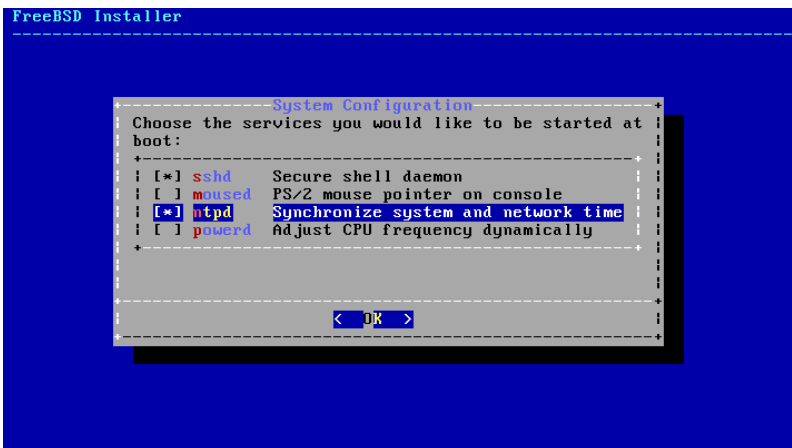 FreeBSD Installer
System Configuration
Choose the services you would like to be started at
boot:
[*] sshd Secure shell daemon
[ ] moused PS/2 mouse pointer on console
[*] ntpd Synchronize system and network time
[ ] powerd Adjust CPU frequency dynamically
< OK >